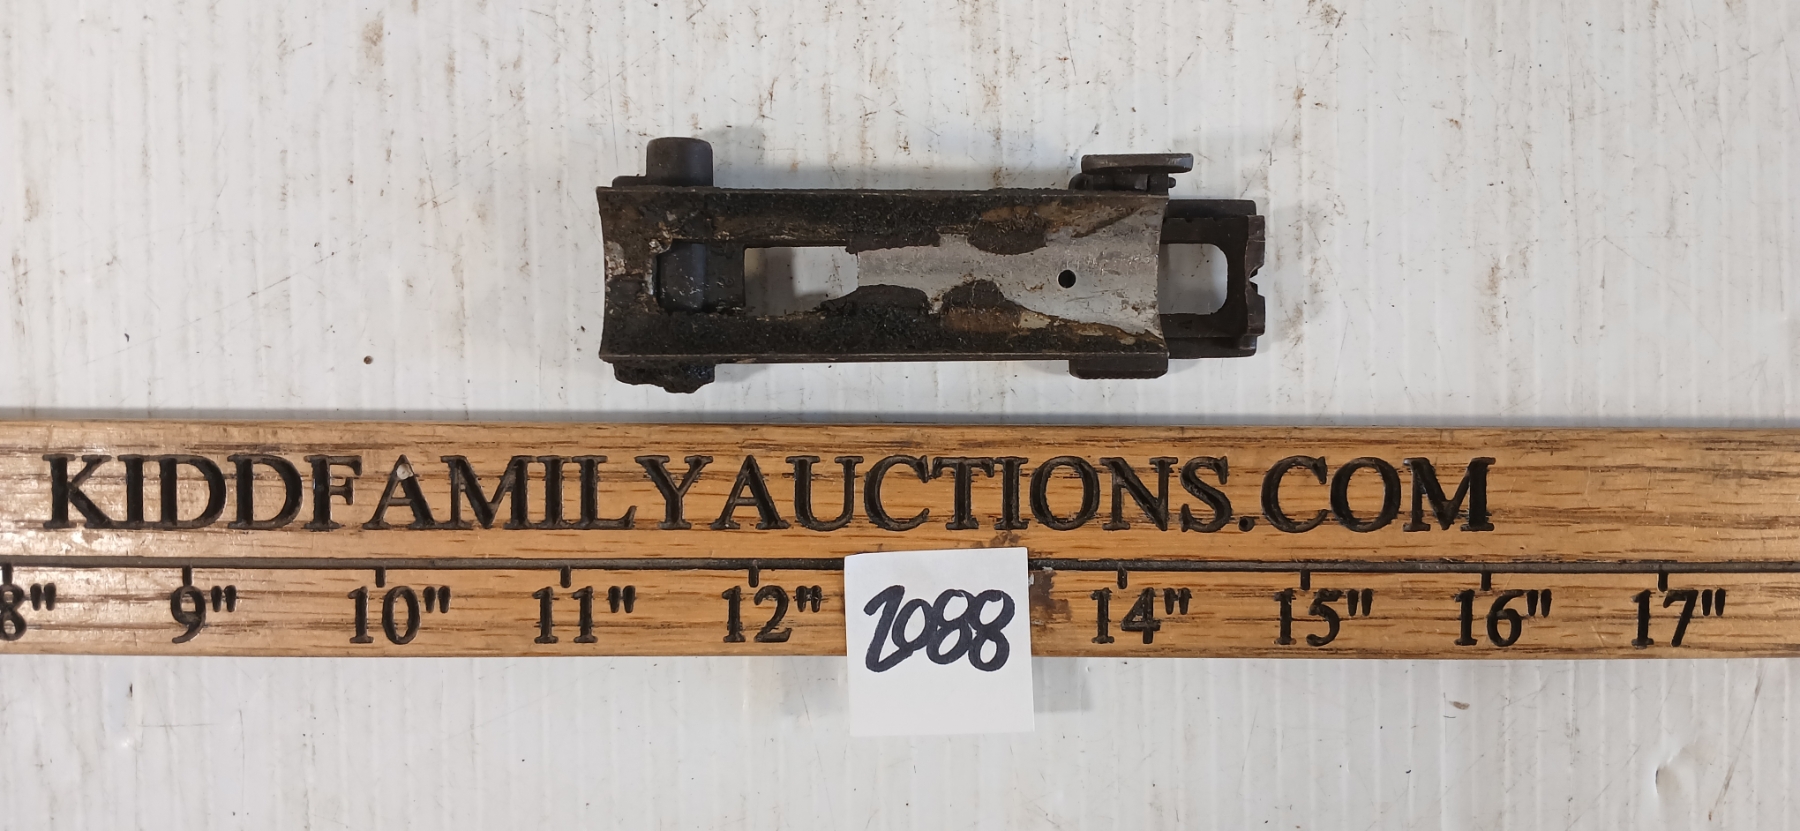 KIDDFAMILYAUCTIONS.COM
8" 9" 10" 11" 12" 14" 15" 16" 17"
2088